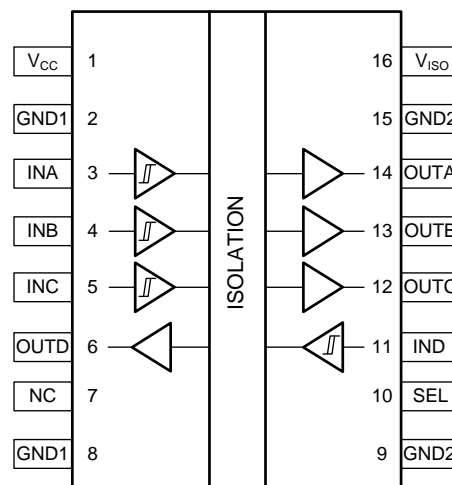 VCC 1 16 VISO
GND1 2 15 GND2
INA 3 14 OUTA
INB 4 13 OUTB
INC 5 12 OUTC
OUTD 6 11 IND
NC 7 10 SEL
GND1 8 9 GND2
ISOLATION